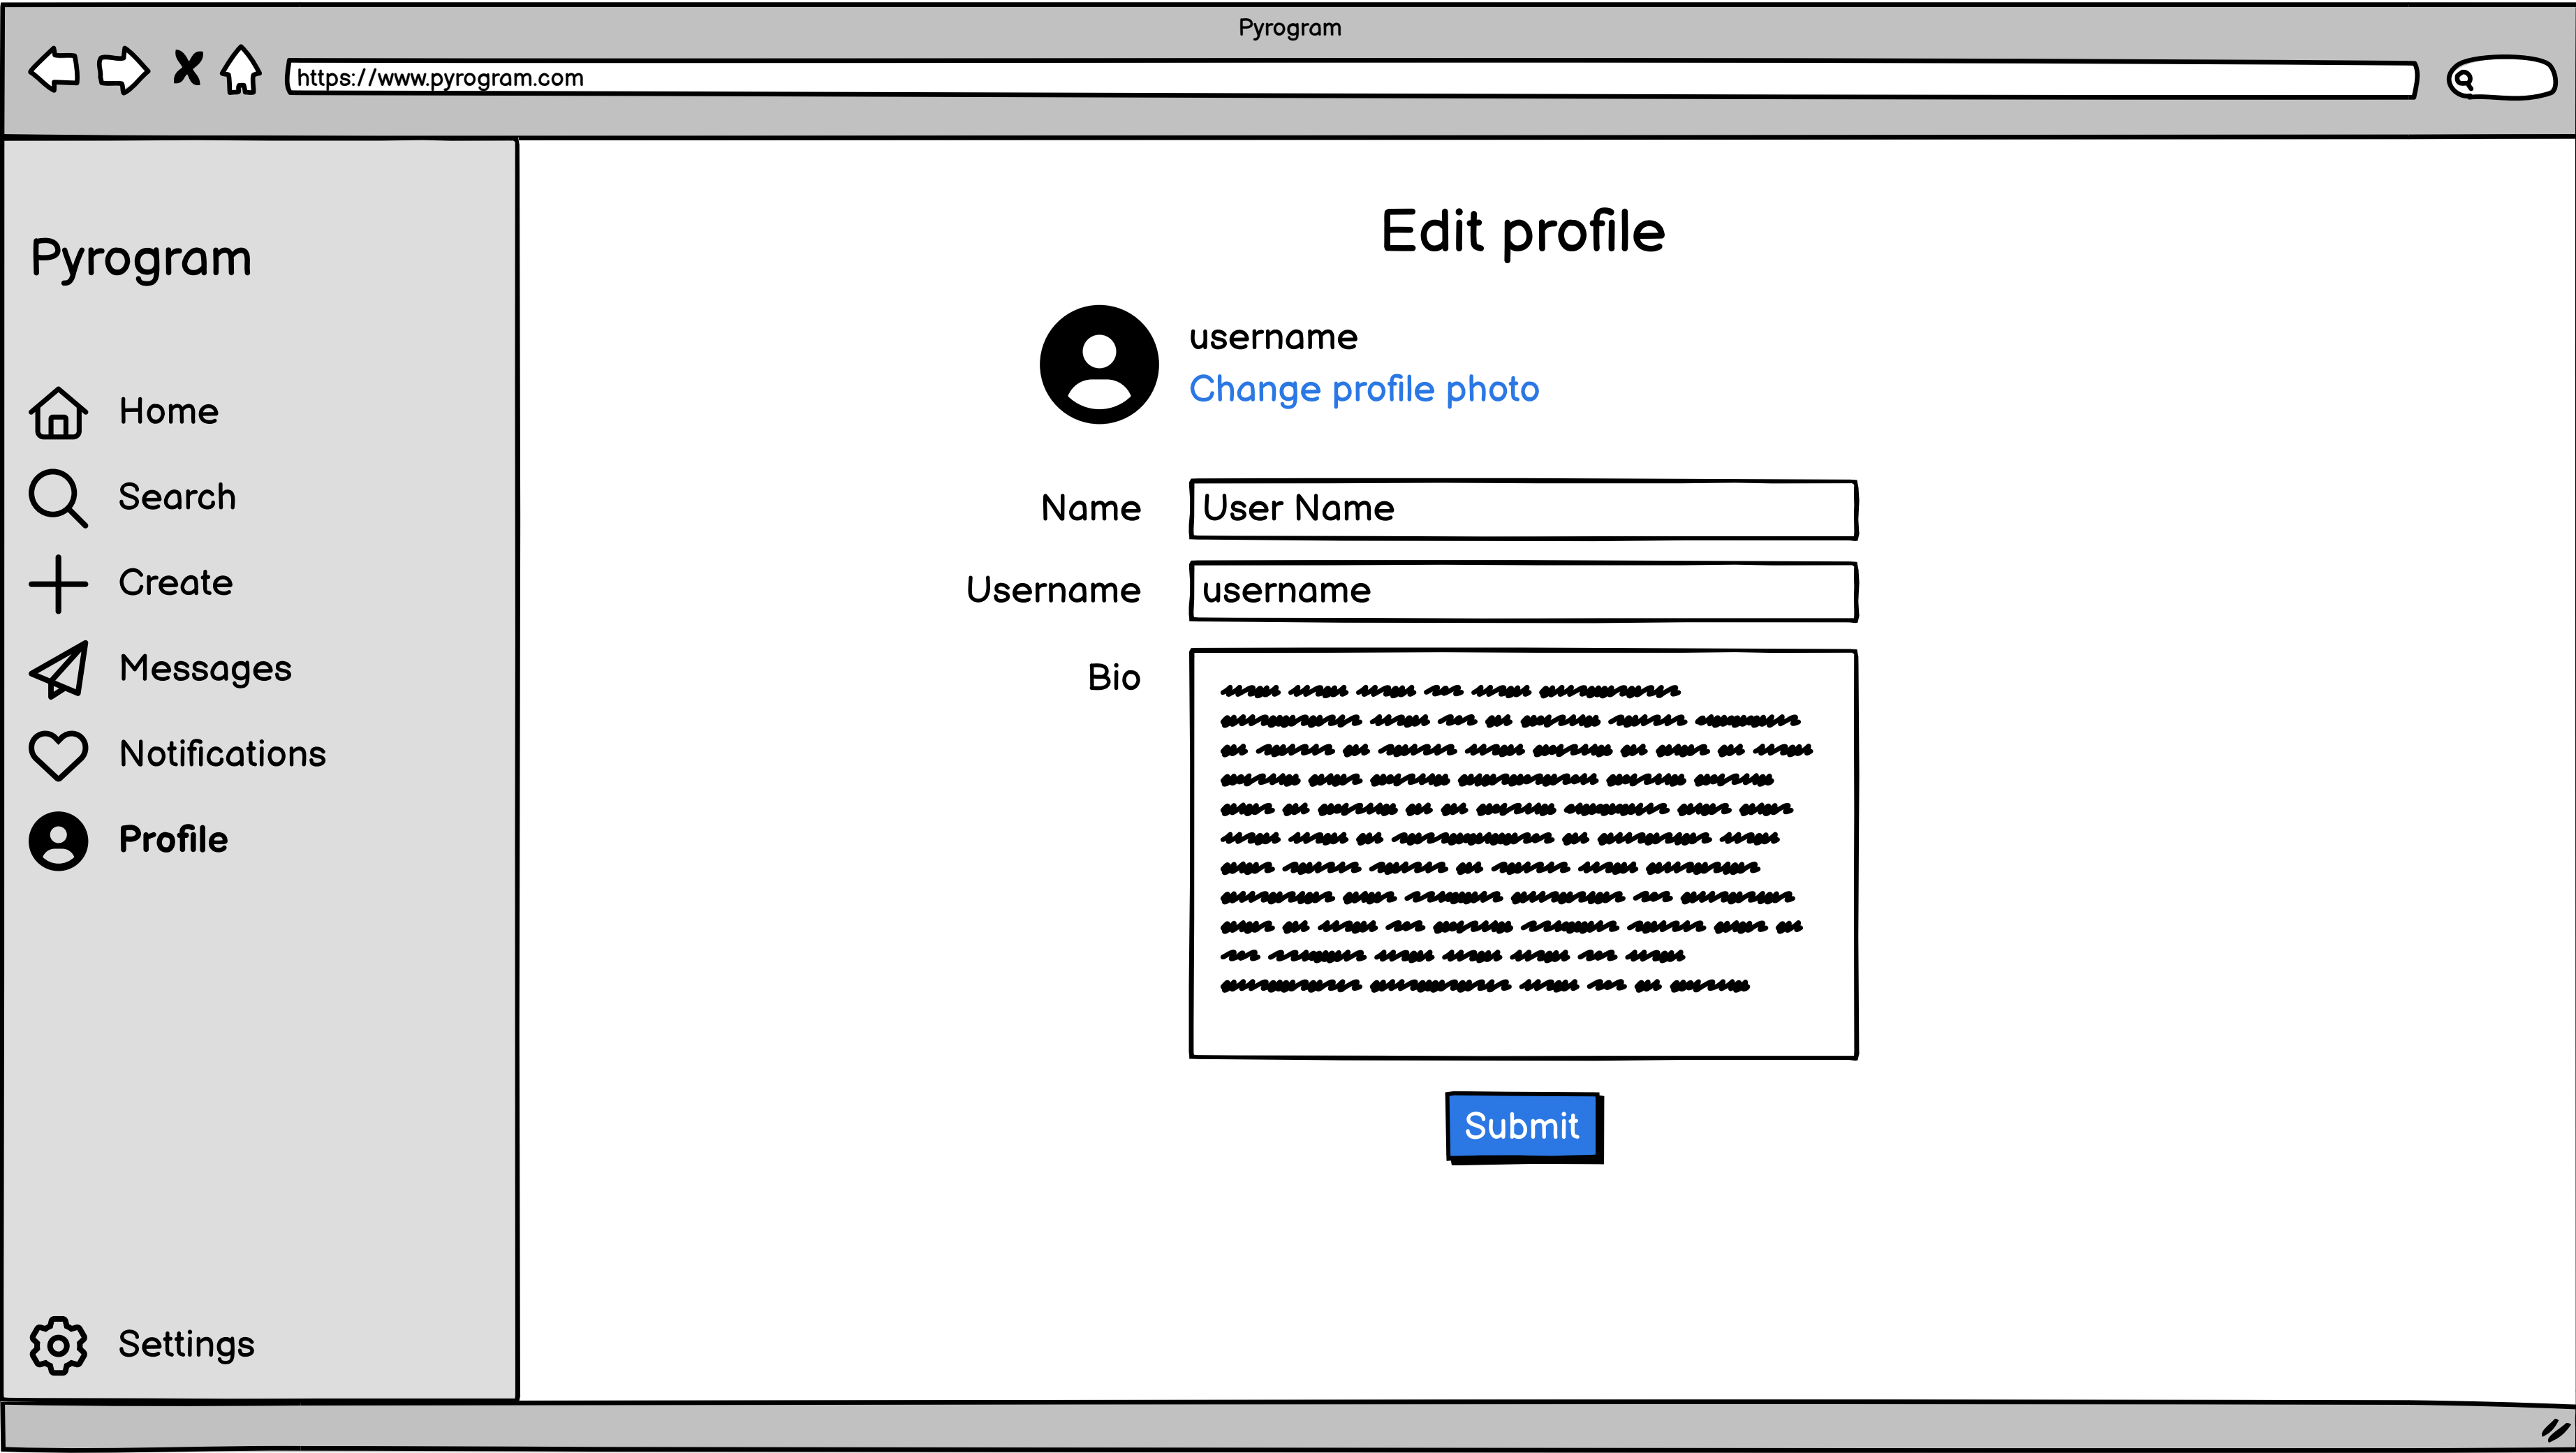 Pyrogram
https://www.pyrogram.com
Pyrogram
Home
Search
Create
Messages
Notifications
Profile
Settings
Edit profile
username
Change profile photo
Name
User Name
Username
username
Bio
Submit